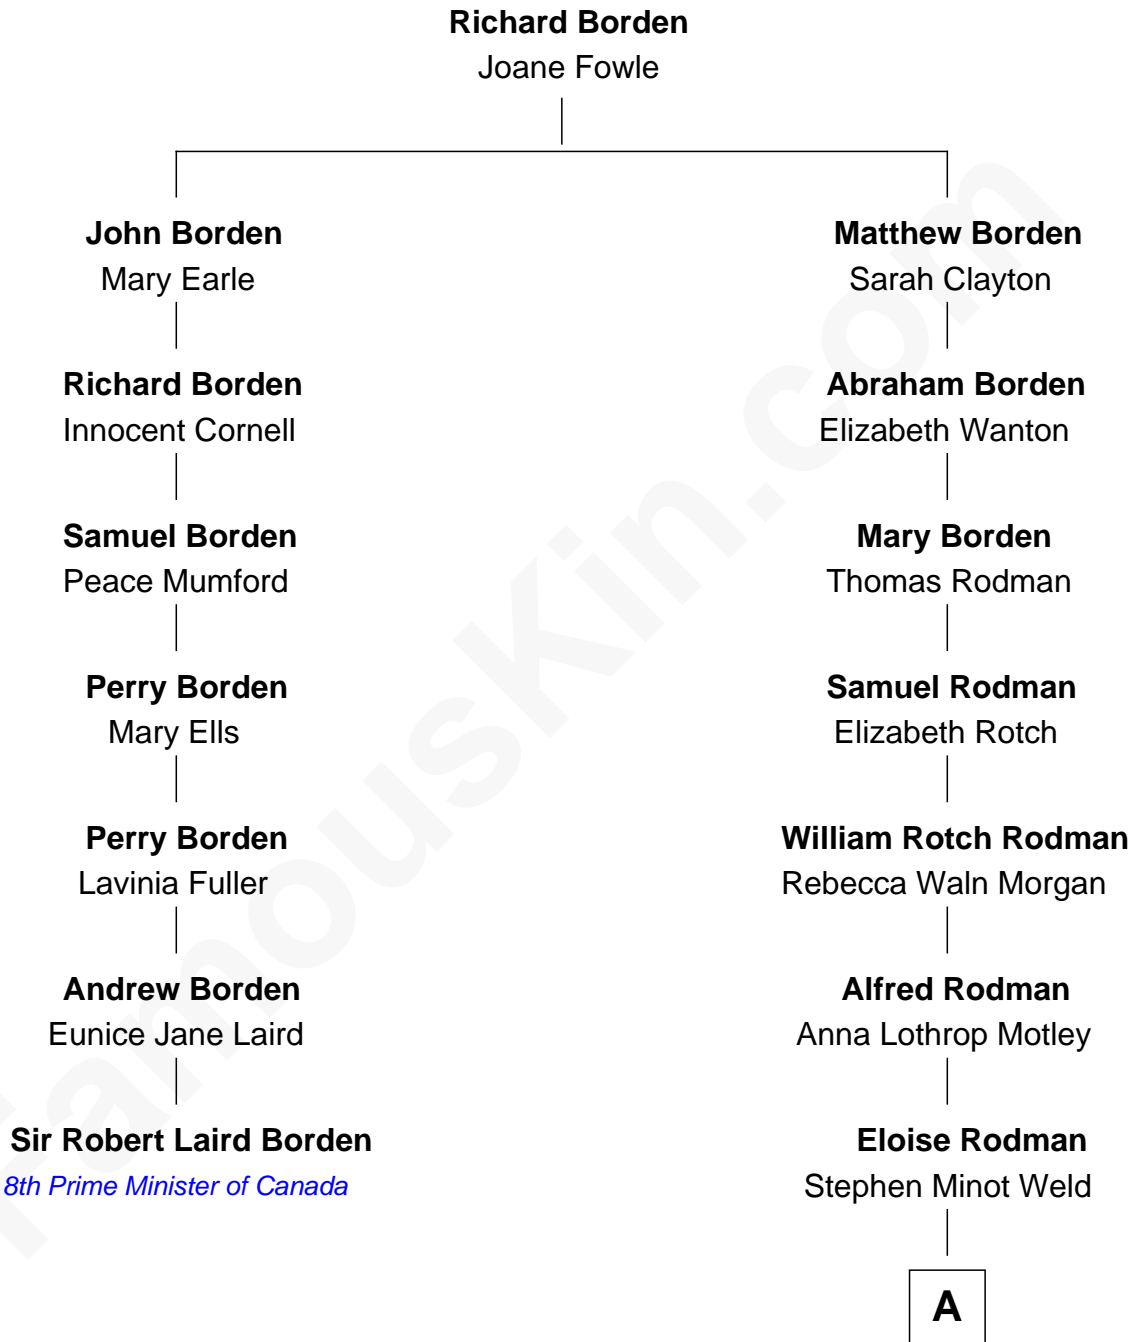 Richard Borden
Joane Fowle
John Borden
Mary Earle
Matthew Borden
Sarah Clayton
Richard Borden
Innocent Cornell
Abraham Borden
Elizabeth Wanton
Samuel Borden
Peace Mumford
Mary Borden
Thomas Rodman
Perry Borden
Mary Ells
Samuel Rodman
Elizabeth Rotch
Perry Borden
Lavinia Fuller
William Rotch Rodman
Rebecca Waln Morgan
Andrew Borden
Eunice Jane Laird
Alfred Rodman
Anna Lothrop Motley
Sir Robert Laird Borden
8th Prime Minister of Canada
Eloise Rodman
Stephen Minot Weld
A
FamousKin.com